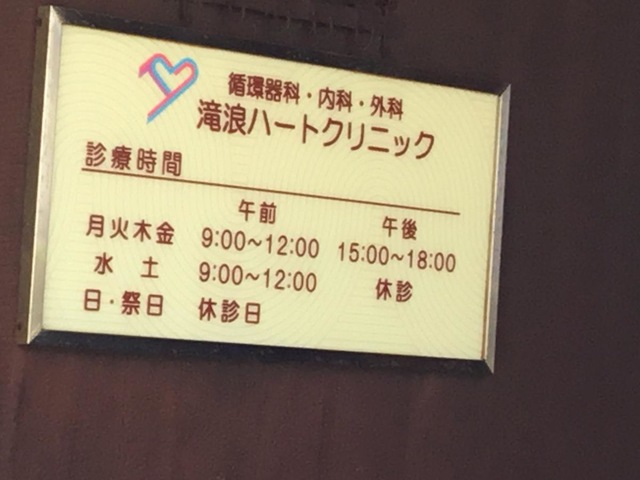 循環器科・内科・外科
滝浪ハートクリニック
診療時間
午前 午後
月火木金 9:00~12:00 15:00~18:00
水 土 9:00~12:00 休診
日・祭日 休診日